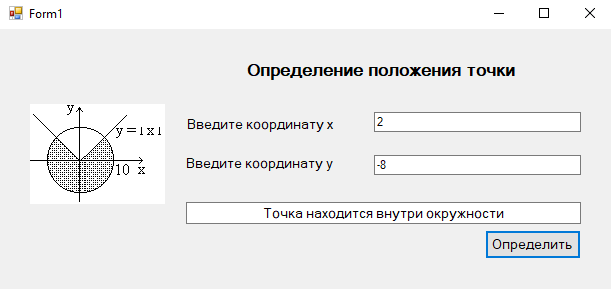 Form1
Определение положения точки
y
y = | x |
10 x
Введите координату x
2
Введите координату y
-8
Точка находится внутри окружности
Определить